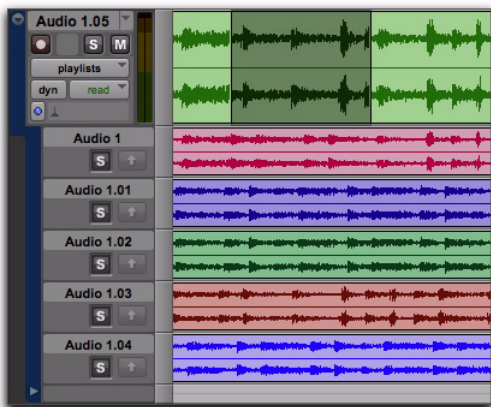 Audio 1.05
S M
playlists
dyn read
Audio 1
S
Audio 1.01
S
Audio 1.02
S
Audio 1.03
S
Audio 1.04
S